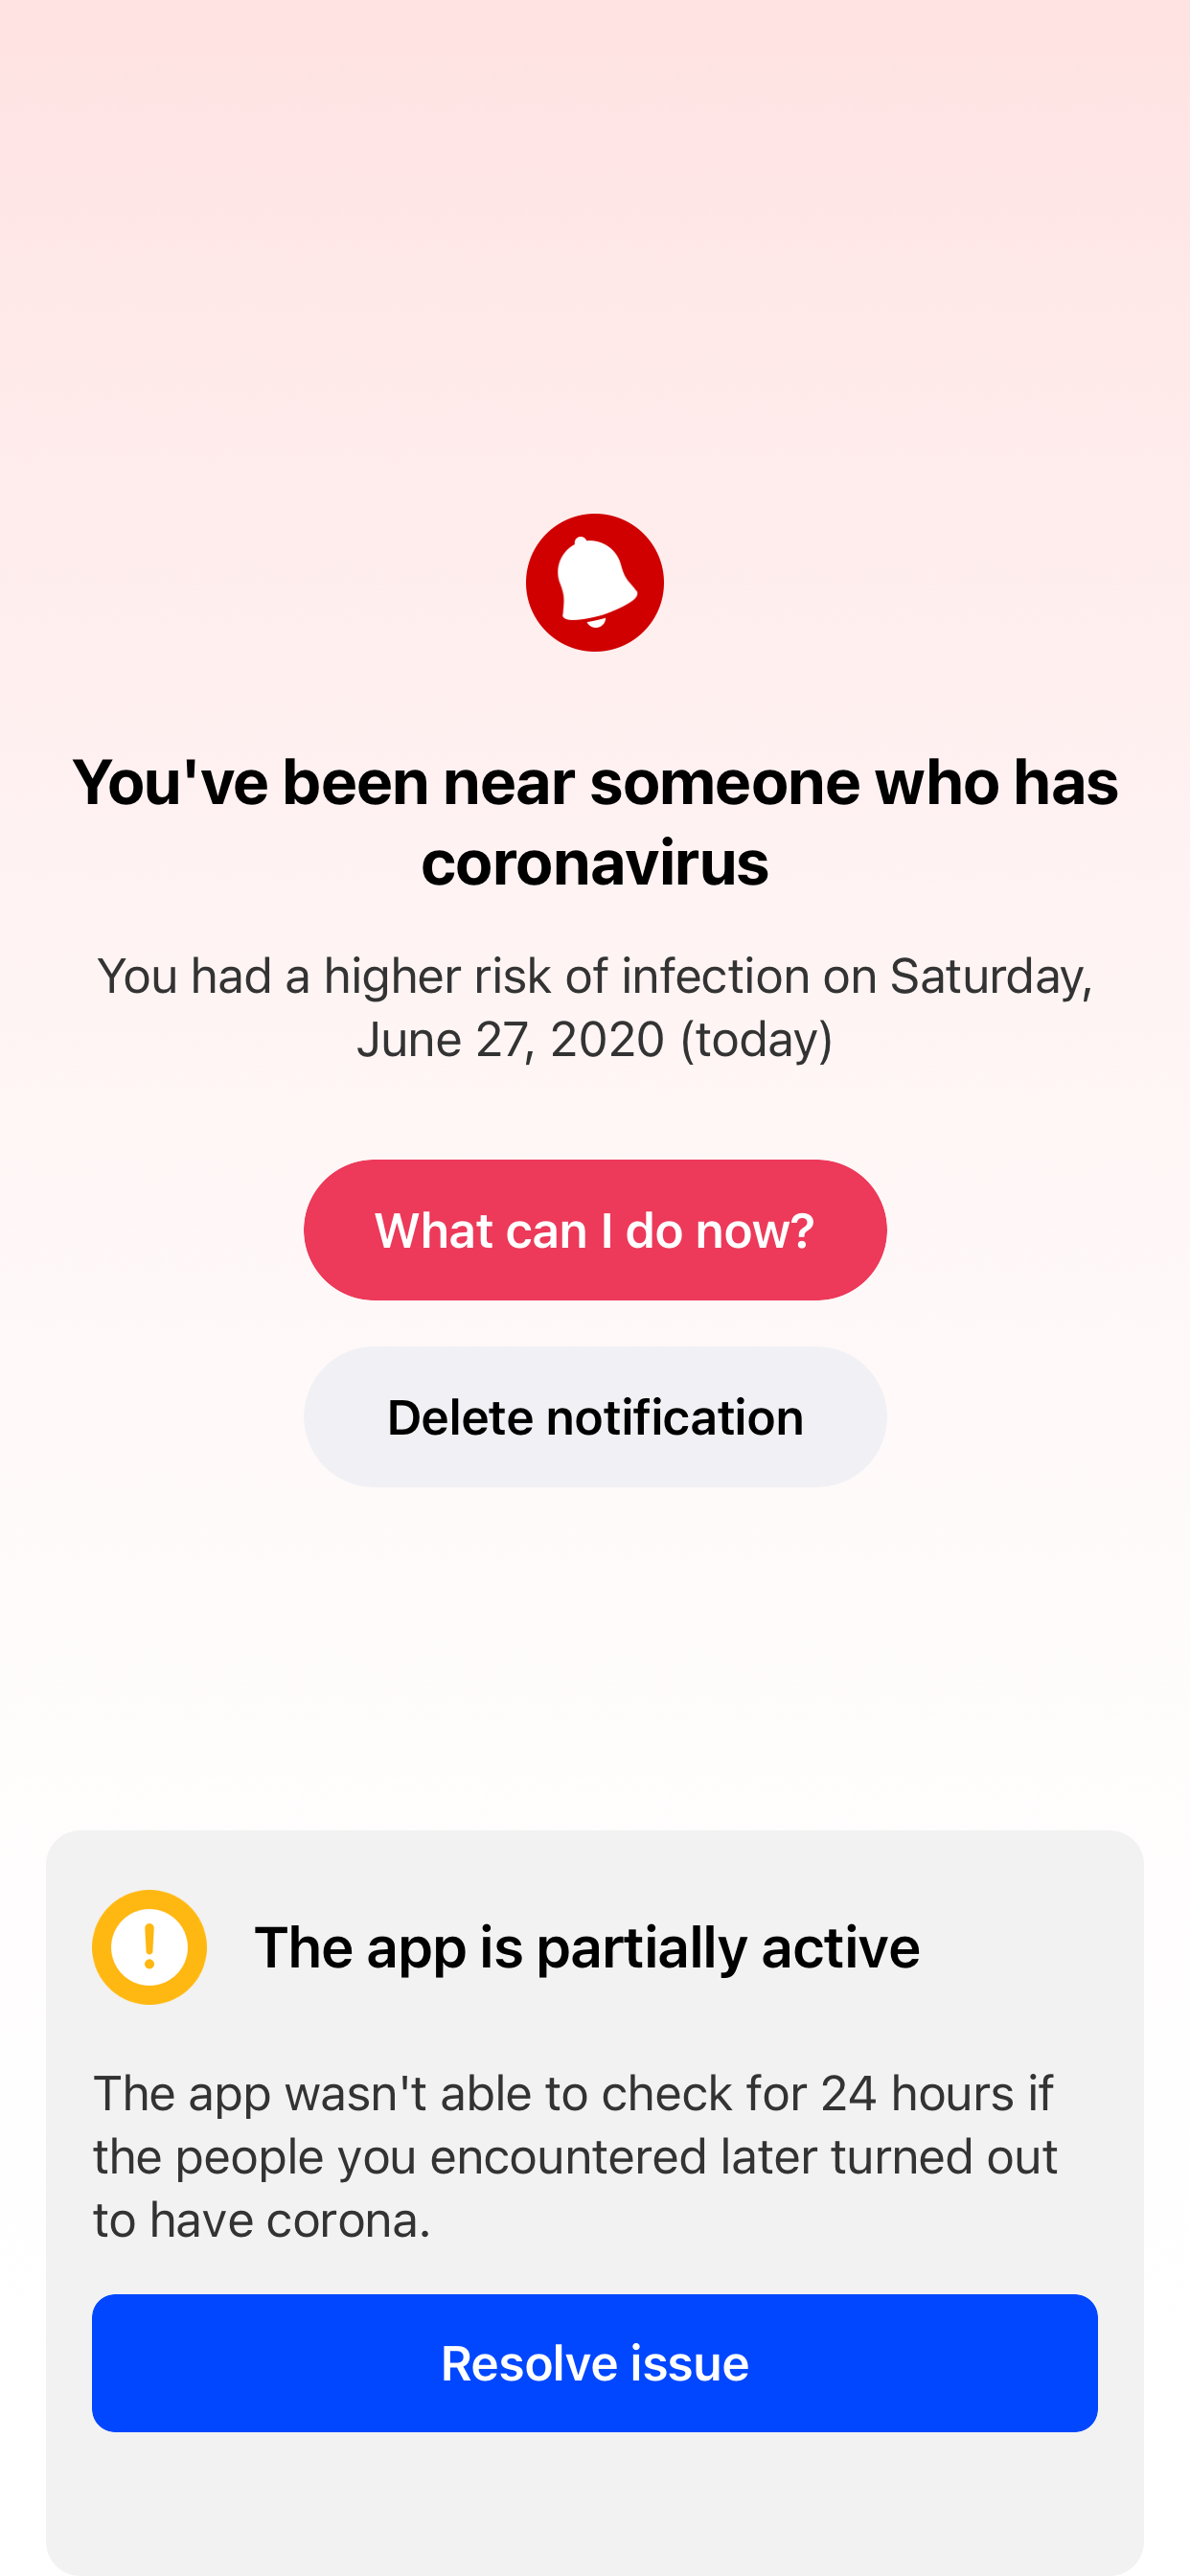 You've been near someone who has
coronavirus
You had a higher risk of infection on Saturday,
June 27, 2020 (today)
What can I do now?
Delete notification
The app is partially active
The app wasn't able to check for 24 hours if
the people you encountered later turned out
to have corona.
Resolve issue